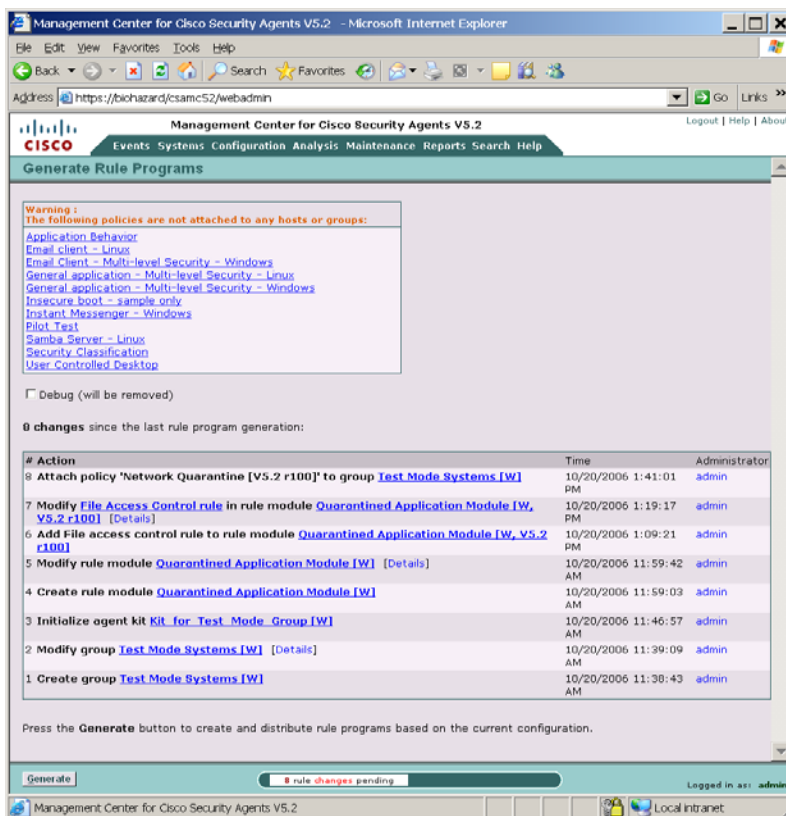 Management Center for Cisco Security Agents V5.2 - Microsoft Internet Explorer
File Edit View Favorites Tools Help
Back Search Favorites
Address https://biohazard/csamc52/webadmin Go Links »
Management Center for Cisco Security Agents V5.2 Logout | Help | About
CISCO Events Systems Configuration Analysis Maintenance Reports Search Help
Generate Rule Programs
Warning :
The following policies are not attached to any hosts or groups:
Application Behavior
Email client - Linux
Email Client - Multi-level Security - Windows
General application - Multi-level Security - Linux
General application - Multi-level Security - Windows
Insecure boot - sample only
Instant Messenger - Windows
Pilot Test
Samba Server - Linux
Security Classification
User Controlled Desktop
Debug (will be removed)
8 changes since the last rule program generation:
# Action Time Administrator
8 Attach policy 'Network Quarantine [V5.2 r100]' to group Test Mode Systems [W] 10/20/2006 1:41:01 admin
PM
7 Modify File Access Control rule in rule module Quarantined Application Module [W, 10/20/2006 1:19:17 admin
V5.2 r100] [Details] PM
6 Add File access control rule to rule module Quarantined Application Module [W, V5.2 10/20/2006 1:09:21 admin
r100] PM
5 Modify rule module Quarantined Application Module [W] [Details] 10/20/2006 11:59:42 admin
AM
4 Create rule module Quarantined Application Module [W] 10/20/2006 11:59:03 admin
AM
3 Initialize agent kit Kit_for_Test_Mode_Group [W] 10/20/2006 11:46:57 admin
AM
2 Modify group Test Mode Systems [W] [Details] 10/20/2006 11:39:09 admin
AM
1 Create group Test Mode Systems [W] 10/20/2006 11:38:43 admin
AM
Press the Generate button to create and distribute rule programs based on the current configuration.
Generate 8 rule changes pending Logged in as: admin
Management Center for Cisco Security Agents V5.2 Local intranet